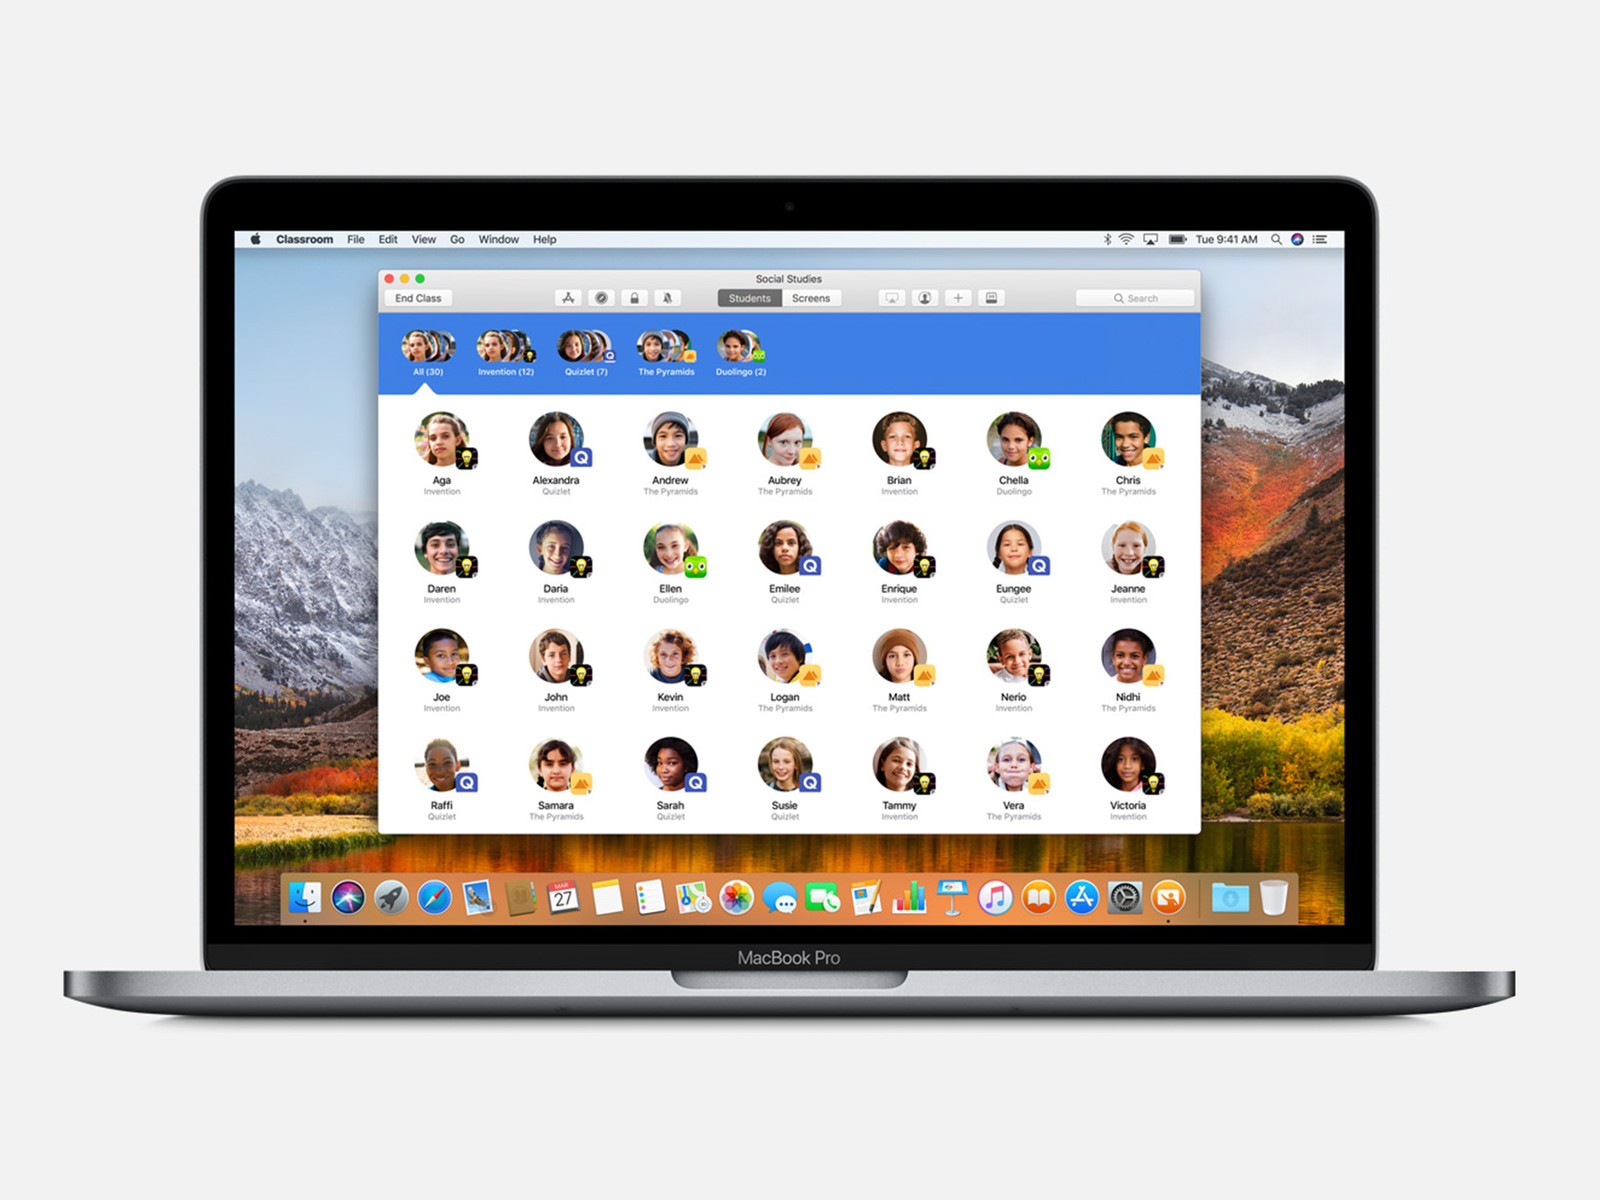 Classroom File Edit View Go Window Help Tue 9:41 AM
Social Studies
End Class Students Screens Search
All (30) Invention (12) Quizlet (7) The Pyramids Duolingo (2)
Aga Alexandra Andrew Aubrey Brian Chella Chris
Invention Quizlet The Pyramids The Pyramids Invention Duolingo The Pyramids
Daren Daria Ellen Emilee Enrique Eungee Jeanne
Invention Invention Duolingo Quizlet Invention Quizlet Invention
Joe John Kevin Logan Matt Nerio Nidhi
Invention Invention Invention The Pyramids The Pyramids Invention The Pyramids
Raffi Samara Sarah Susie Tammy Vera Victoria
Quizlet The Pyramids Quizlet Quizlet Invention The Pyramids Invention
MAR
27
MacBook Pro